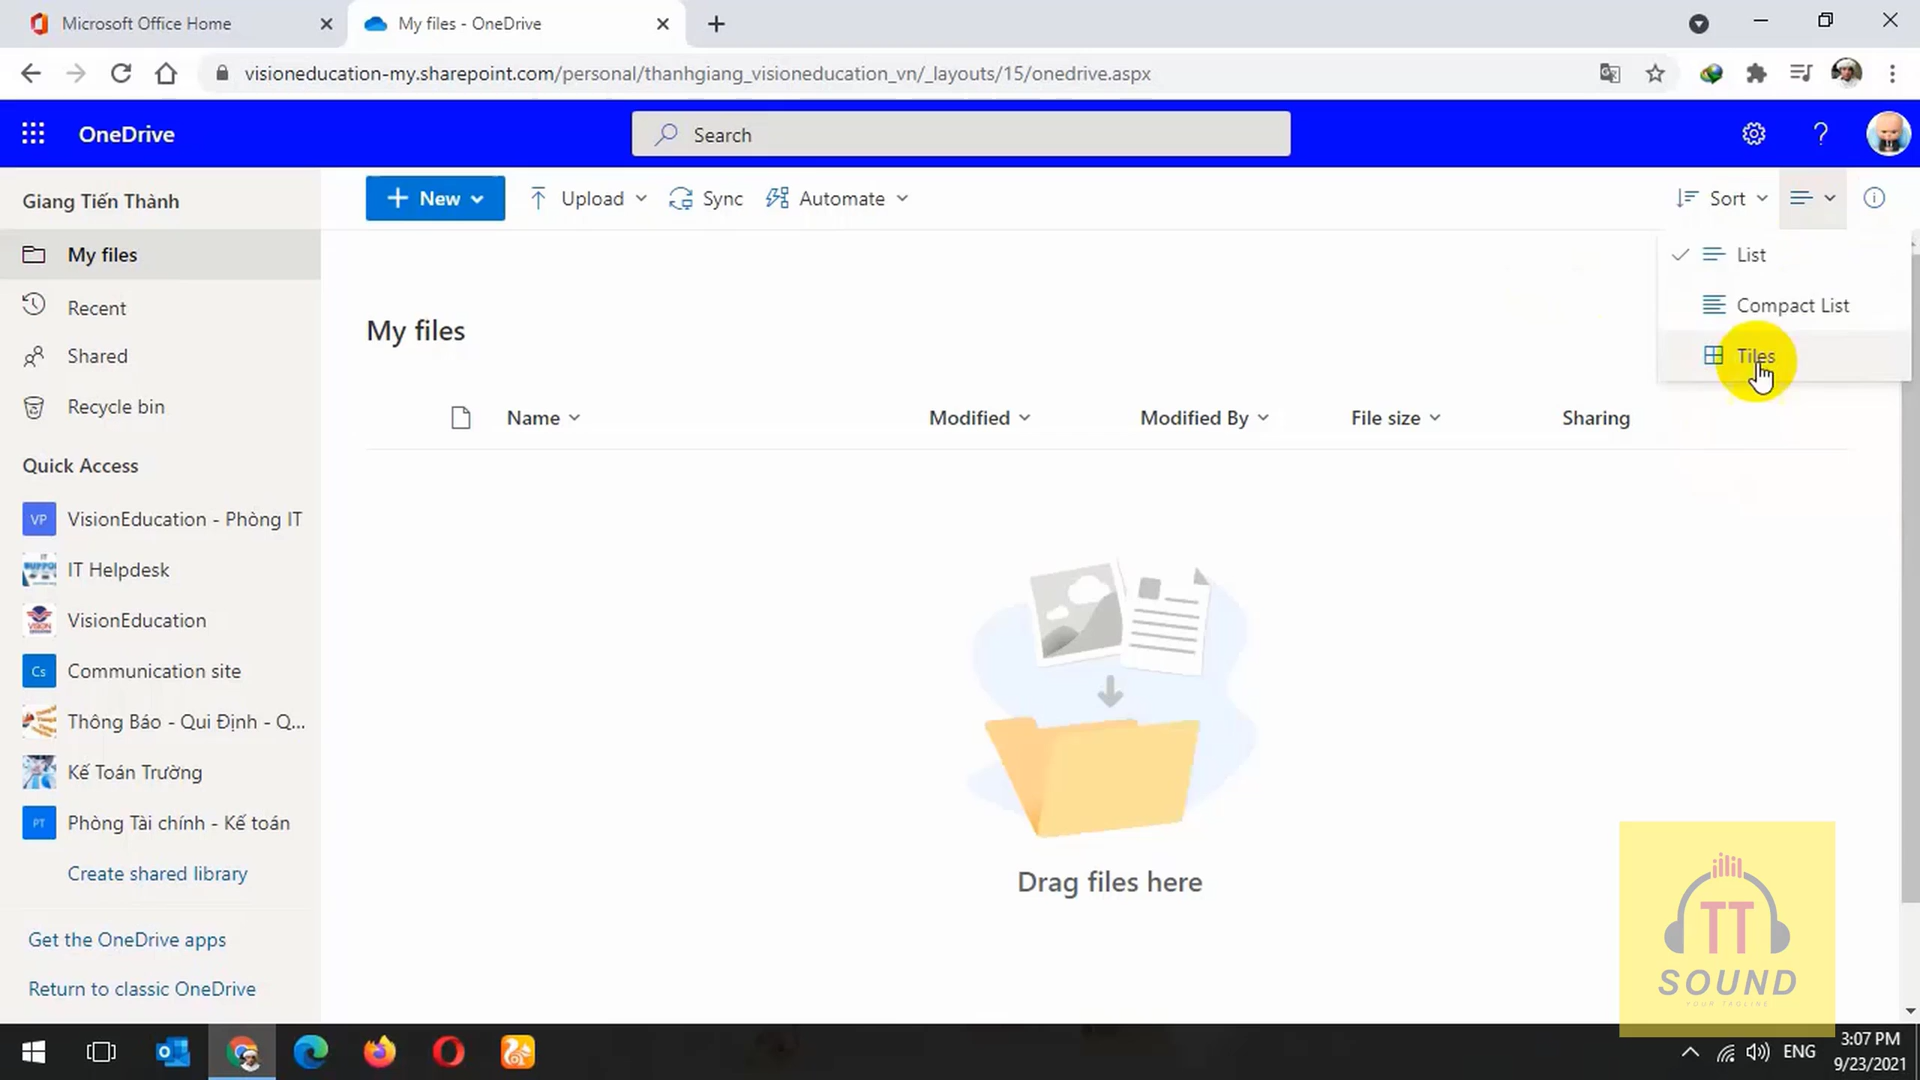 Microsoft Office Home
My files - OneDrive
visioneducation-my.sharepoint.com/personal/thanhgiang_visioneducation_vn/_layouts/15/onedrive.aspx
OneDrive
Search
Giang Tiến Thành
New
Upload
Sync
Automate
Sort
My files
List
Recent
Compact List
Shared
Tiles
My files
Recycle bin
Name
Modified
Modified By
File size
Sharing
Quick Access
VP
VisionEducation - Phòng IT
IT Helpdesk
VisionEducation
Cs
Communication site
Thông Báo - Qui Định - Q...
Kế Toán Trường
PT
Phòng Tài chính - Kế toán
Create shared library
Drag files here
Get the OneDrive apps
Return to classic OneDrive
TT
SOUND
YOUR TAGLINE
ENG
3:07 PM
9/23/2021